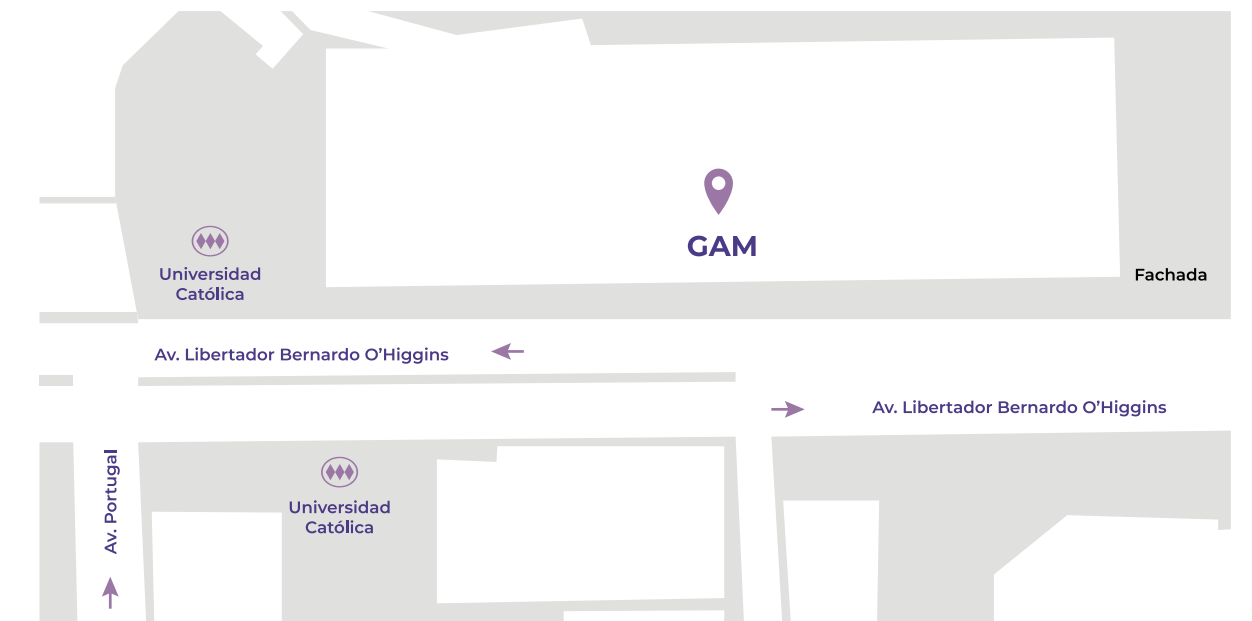 GAM
Universidad
Católica
Fachada
Av. Libertador Bernardo O’Higgins
Av. Libertador Bernardo O’Higgins
Av. Portugal
Universidad
Católica